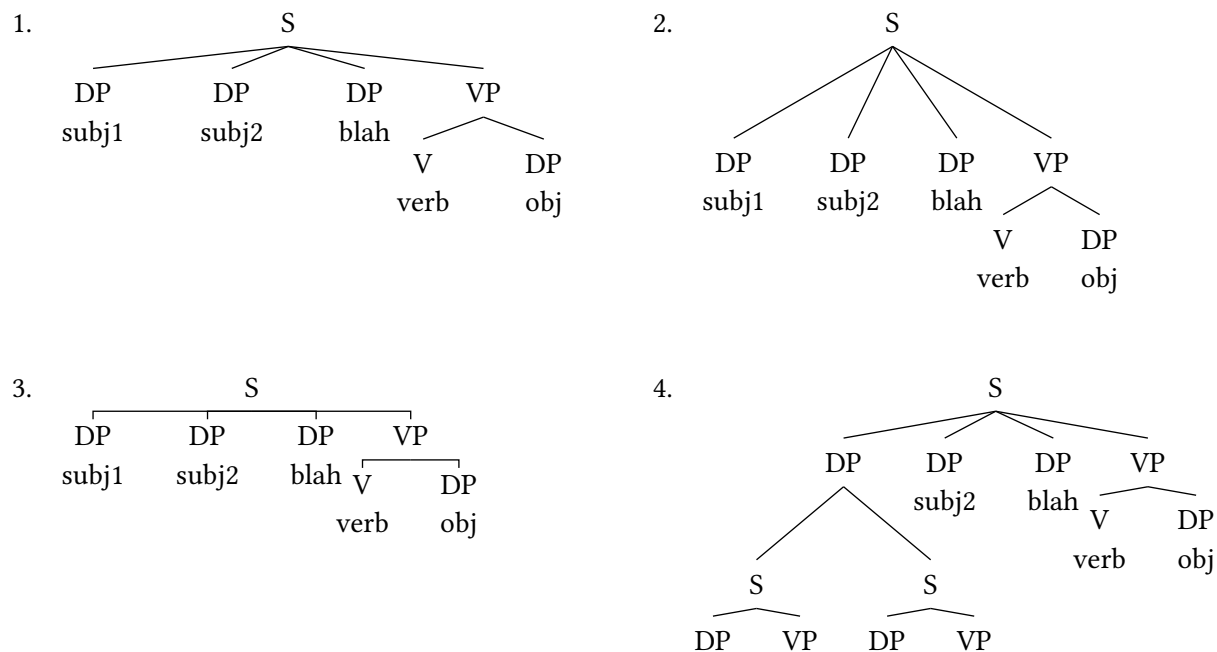 1.
S
DP DP DP VP
subj1 subj2 blah
V DP
verb obj
2.
S
DP DP DP VP
subj1 subj2 blah
V DP
verb obj
3.
S
DP DP DP VP
subj1 subj2 blah V DP
verb obj
4.
S
DP DP DP VP
subj2 blah V DP
verb obj
S S
DP VP DP VP